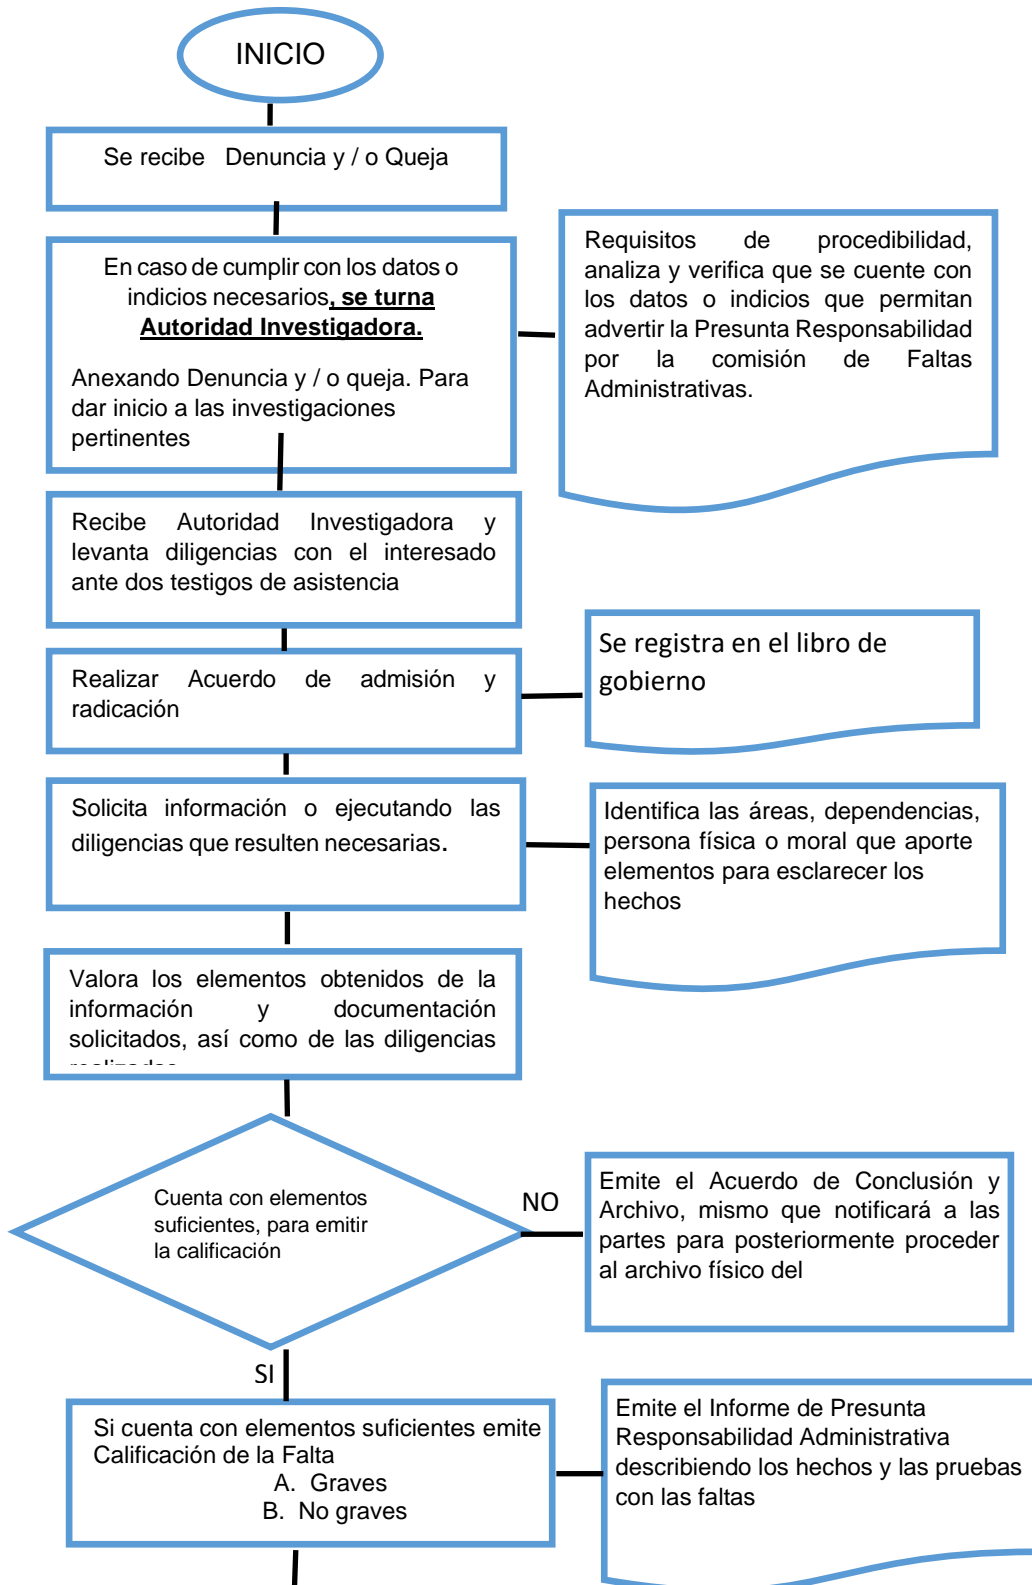 INICIO
Se recibe Denuncia y / o Queja
En caso de cumplir con los datos o
indicios necesarios, se turna
Autoridad Investigadora.
Anexando Denuncia y / o queja. Para
dar inicio a las investigaciones
pertinentes
Requisitos de procedibilidad,
analiza y verifica que se cuente con
los datos o indicios que permitan
advertir la Presunta Responsabilidad
por la comisión de Faltas
Administrativas.
Recibe Autoridad Investigadora y
levanta diligencias con el interesado
ante dos testigos de asistencia
Realizar Acuerdo de admisión y
radicación
Se registra en el libro de
gobierno
Solicita información o ejecutando las
diligencias que resulten necesarias.
Identifica las áreas, dependencias,
persona física o moral que aporte
elementos para esclarecer los
hechos
Valora los elementos obtenidos de la
información y documentación
solicitados, así como de las diligencias
Cuenta con elementos
suficientes, para emitir
la calificación
NO
Emite el Acuerdo de Conclusión y
Archivo, mismo que notificará a las
partes para posteriormente proceder
al archivo físico del
SI
Si cuenta con elementos suficientes emite
Calificación de la Falta
A. Graves
B. No graves
Emite el Informe de Presunta
Responsabilidad Administrativa
describiendo los hechos y las pruebas
con las faltas